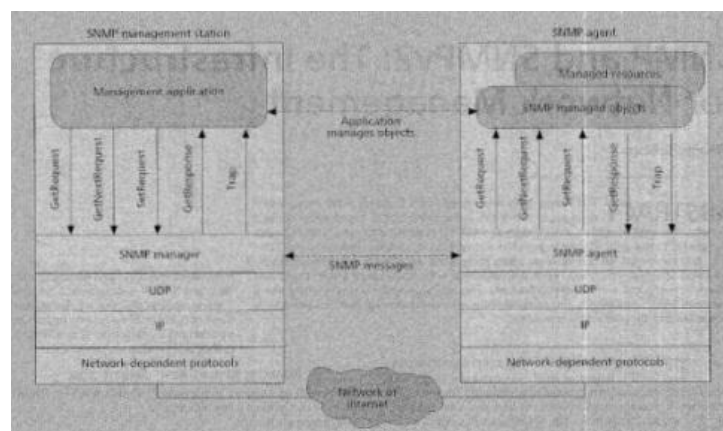 SNMP management station
SNMP agent
Management application
Managed resources
SNMP managed objects
Application
manages objects
GetRequest
GetNextRequest
SetRequest
GetResponse
Trap
GetRequest
GetNextRequest
SetRequest
GetResponse
Trap
SNMP manager
SNMP messages
SNMP agent
UDP
UDP
IP
IP
Network-dependent protocols
Network-dependent protocols
Network or
internet